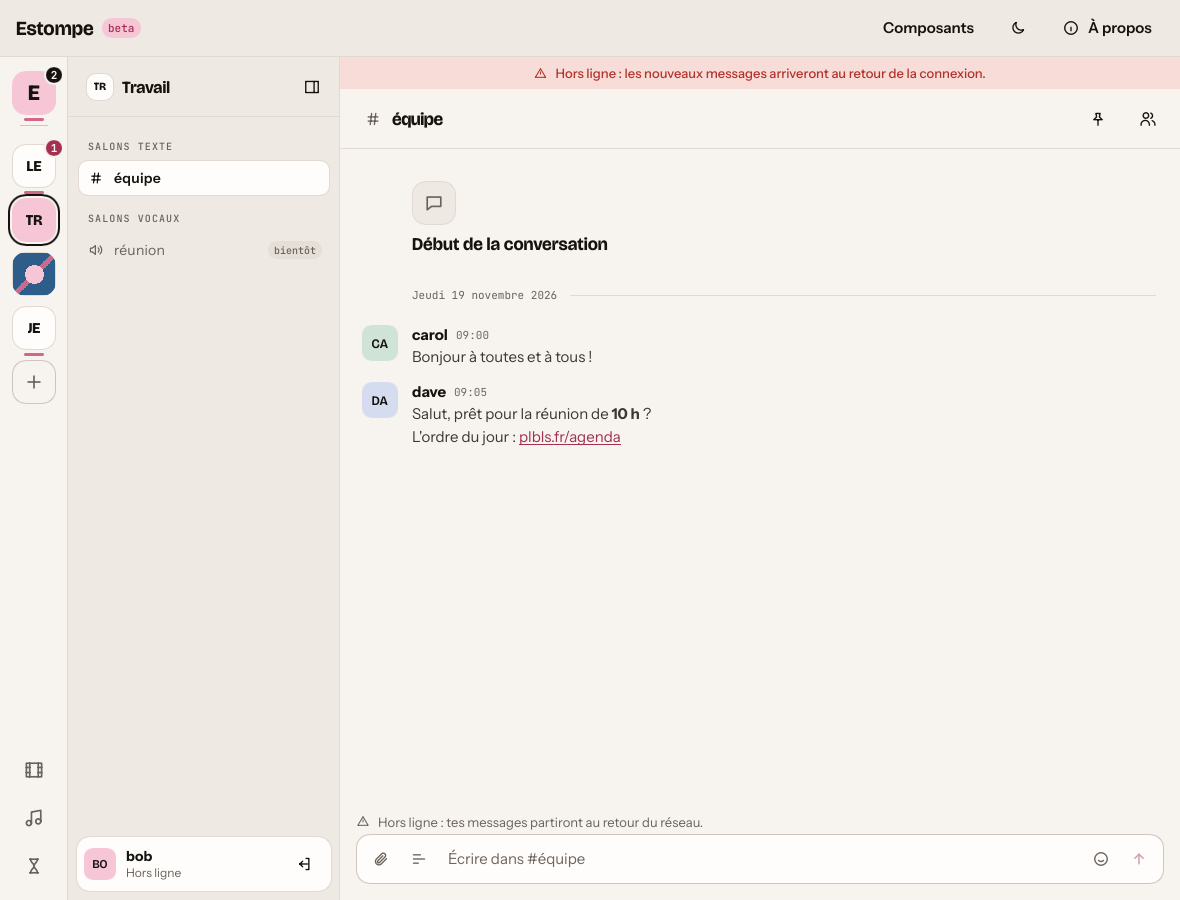 Estompe beta
Composants
À propos
E 2
LE 1
TR
JE
TR Travail
SALONS TEXTE
# équipe
SALONS VOCAUX
réunion bientôt
BO bob
Hors ligne
Hors ligne : les nouveaux messages arriveront au retour de la connexion.
# équipe
Début de la conversation
Jeudi 19 novembre 2026
CA carol 09:00
Bonjour à toutes et à tous !
DA dave 09:05
Salut, prêt pour la réunion de 10 h ?
L'ordre du jour : plbls.fr/agenda
Hors ligne : tes messages partiront au retour du réseau.
Écrire dans #équipe